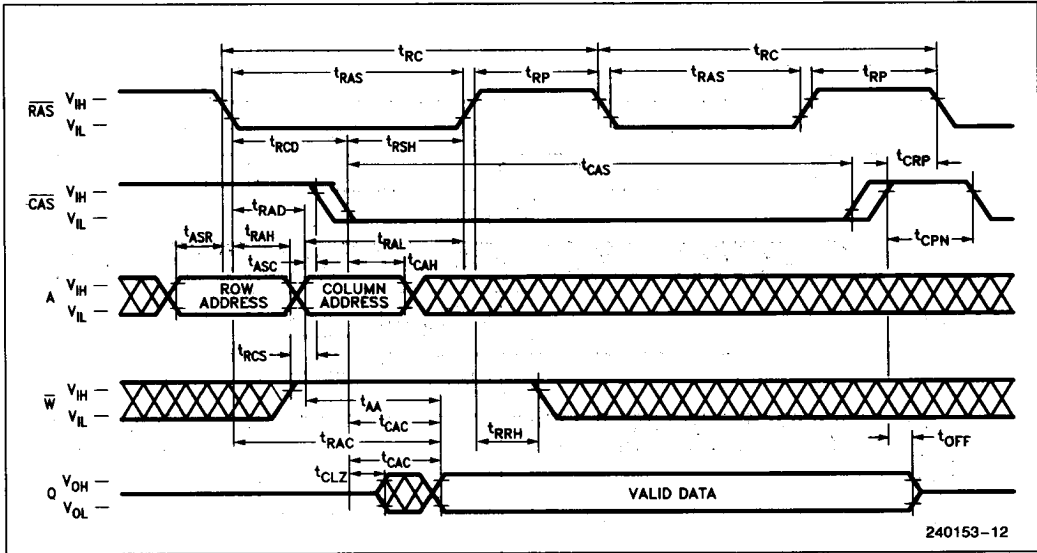 tRC tRC
tRAS tRP tRAS tRP
RAS VIH
VIL
tRCD tRSH
tCAS tCRP
CAS VIH
VIL
tRAD
tASR tRAH tRAL tCPN
tASC tCAH
A VIH
VIL
ROW ADDRESS
COLUMN ADDRESS
tRCS
W VIH
VIL
tAA
tCAC
tRAC tRRH tOFF
tCAC
tCLZ
Q VOH
VOL
VALID DATA
240153-12